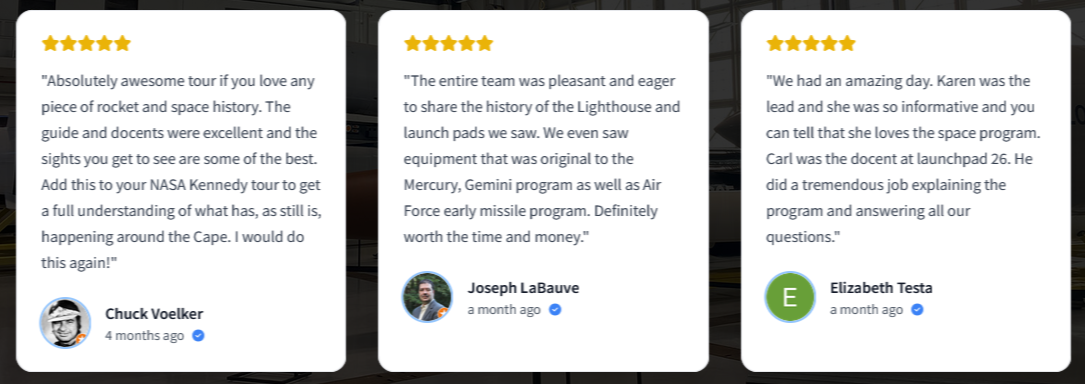 "Absolutely awesome tour if you love any
piece of rocket and space history. The
guide and docents were excellent and the
sights you get to see are some of the best.
Add this to your NASA Kennedy tour to get
a full understanding of what has, as still is,
happening around the Cape. I would do
this again!"
Chuck Voelker
4 months ago
"The entire team was pleasant and eager
to share the history of the Lighthouse and
launch pads we saw. We even saw
equipment that was original to the
Mercury, Gemini program as well as Air
Force early missile program. Definitely
worth the time and money."
Joseph LaBauve
a month ago
"We had an amazing day. Karen was the
lead and she was so informative and you
can tell that she loves the space program.
Carl was the docent at launchpad 26. He
did a tremendous job explaining the
program and answering all our
questions."
E
Elizabeth Testa
a month ago